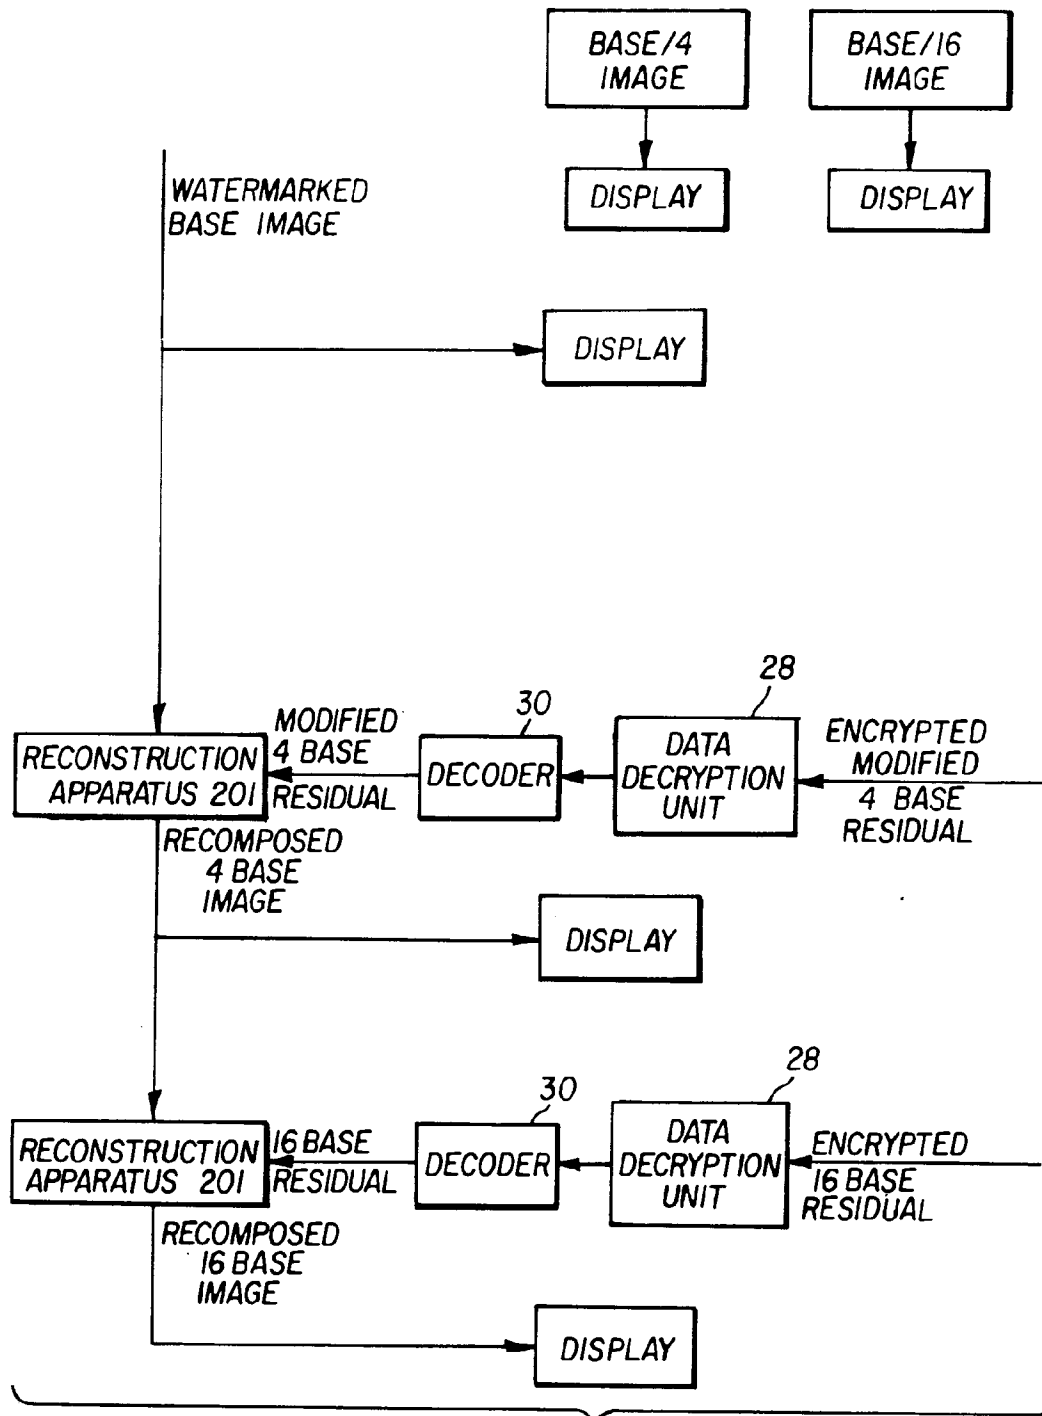 BASE/4
IMAGE
BASE/16
IMAGE
DISPLAY
DISPLAY
WATERMARKED
BASE IMAGE
DISPLAY
28
30
RECONSTRUCTION
APPARATUS 201
MODIFIED
4 BASE
RESIDUAL
DECODER
DATA
DECRYPTION
UNIT
ENCRYPTED
MODIFIED
4 BASE
RESIDUAL
RECOMPOSED
4 BASE
IMAGE
DISPLAY
28
30
RECONSTRUCTION
APPARATUS 201
16 BASE
RESIDUAL
DECODER
DATA
DECRYPTION
UNIT
ENCRYPTED
16 BASE
RESIDUAL
RECOMPOSED
16 BASE
IMAGE
DISPLAY